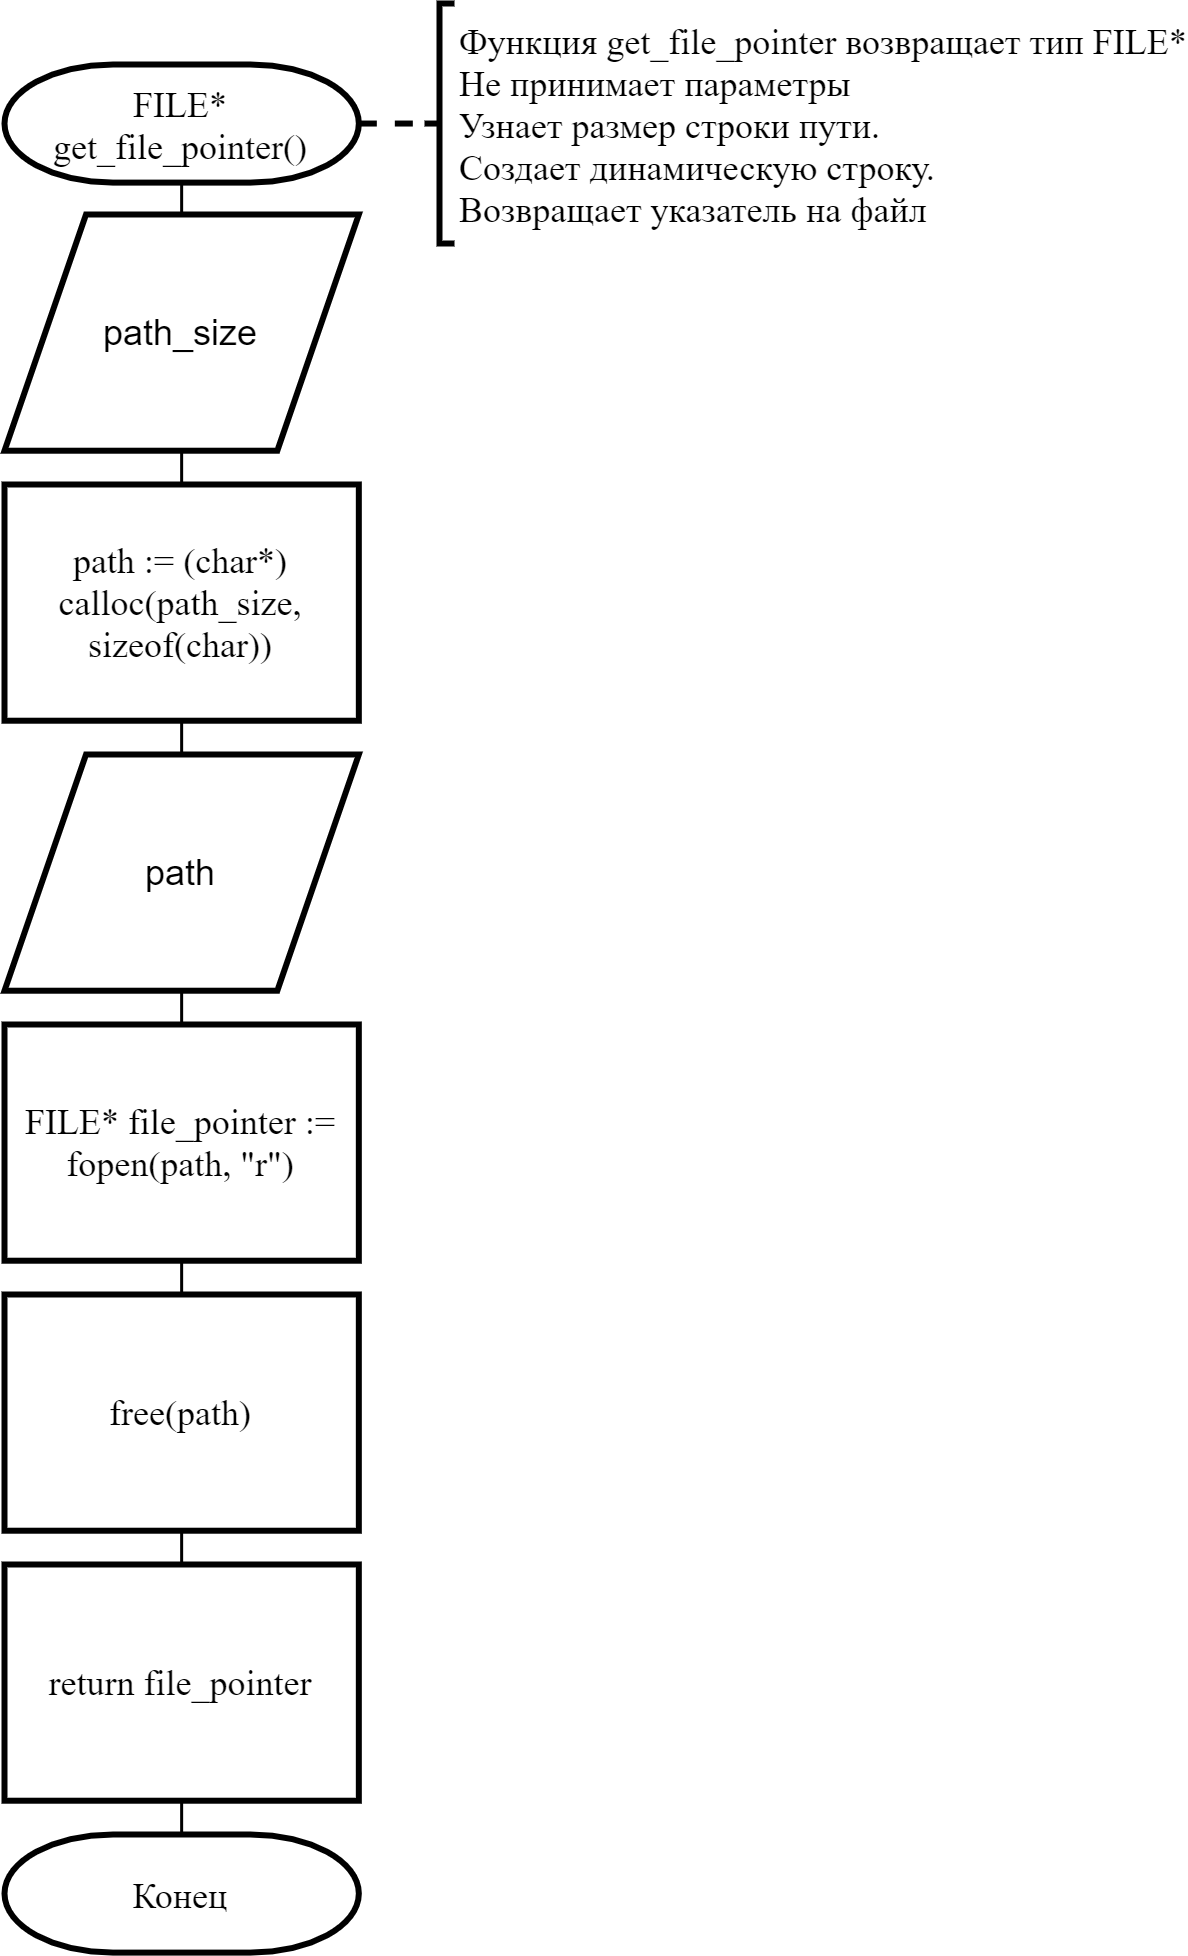 FILE*
get_file_pointer()
Функция get_file_pointer возвращает тип FILE*
Не принимает параметры
Узнает размер строки пути.
Создает динамическую строку.
Возвращает указатель на файл
path_size
path := (char*)
calloc(path_size,
sizeof(char))
path
FILE* file_pointer :=
fopen(path, "r")
free(path)
return file_pointer
Конец